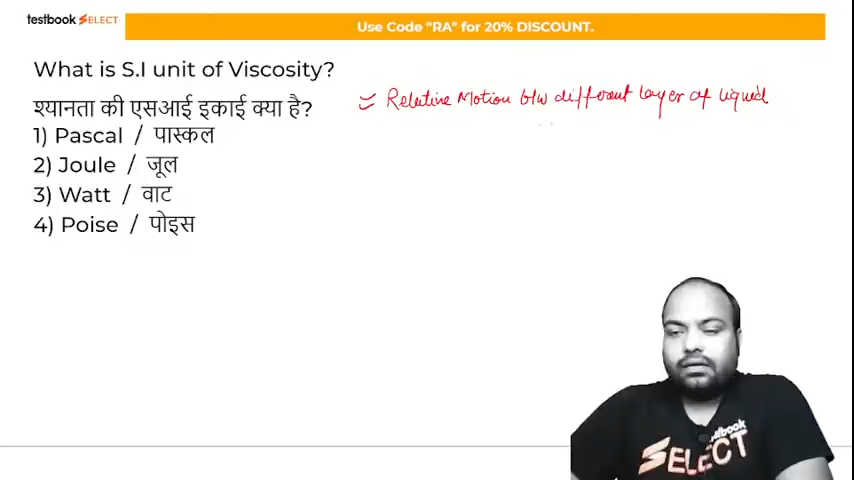 testbook SELECT
Use Code "RA" for 20% DISCOUNT.
What is S.I unit of Viscosity?
श्यानता की एसआई इकाई क्या है?
Relative Motion b/w different layer of liquid
1) Pascal / पास्कल
2) Joule / जूल
3) Watt / वाट
4) Poise / पोइस
testbook
SELECT